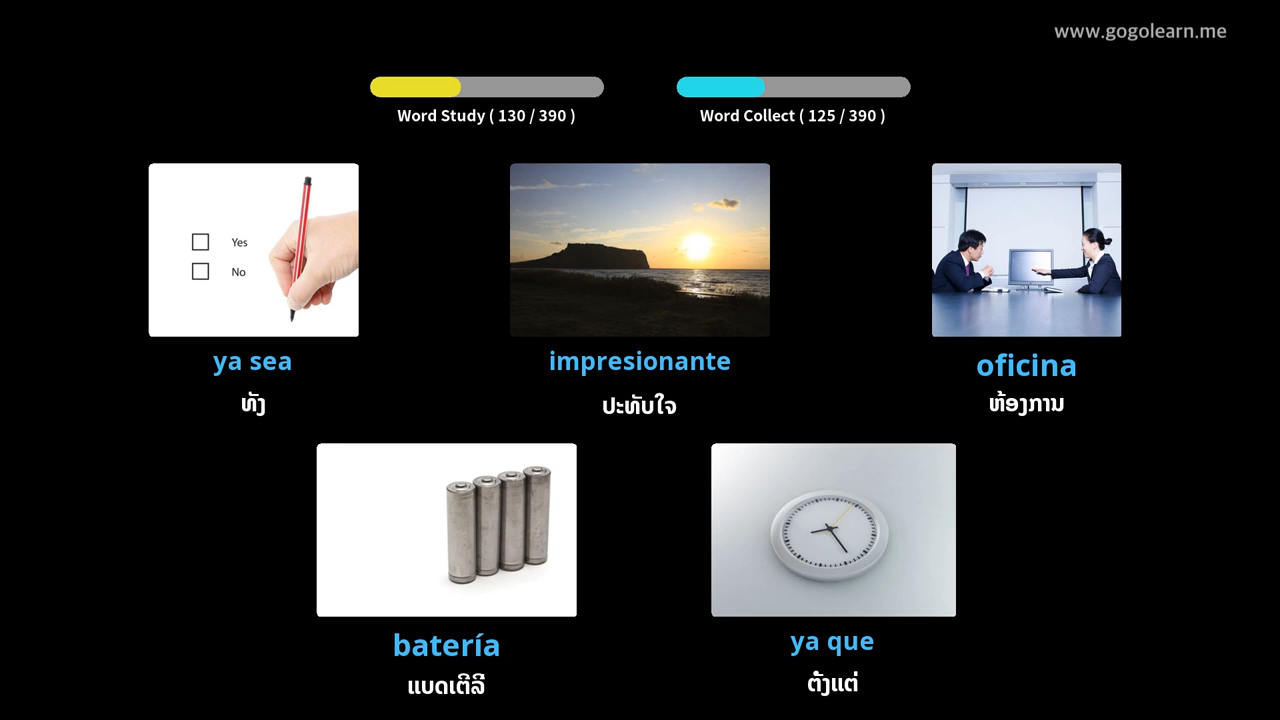 www.gogolearn.me
Word Study ( 130 / 390 )
Word Collect ( 125 / 390 )
Yes
No
ya sea
ທັງ
impresionante
ປະທັບໃຈ
oficina
ຫ້ອງການ
batería
ແບດເຕີລີ
ya que
ຕັ້ງແຕ່